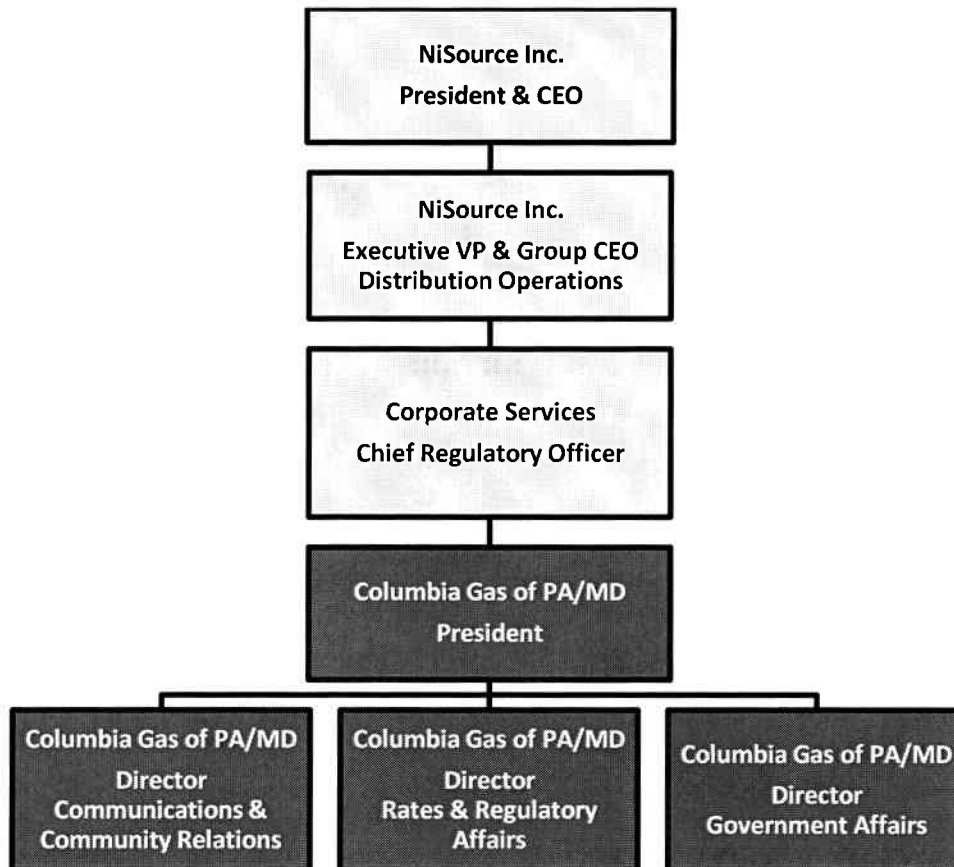 NiSource Inc.
President & CEO
NiSource Inc.
Executive VP & Group CEO
Distribution Operations
Corporate Services
Chief Regulatory Officer
Columbia Gas of PA/MD
President
Columbia Gas of PA/MD
Director
Communications &
Community Relations
Columbia Gas of PA/MD
Director
Rates & Regulatory
Affairs
Columbia Gas of PA/MD
Director
Government Affairs